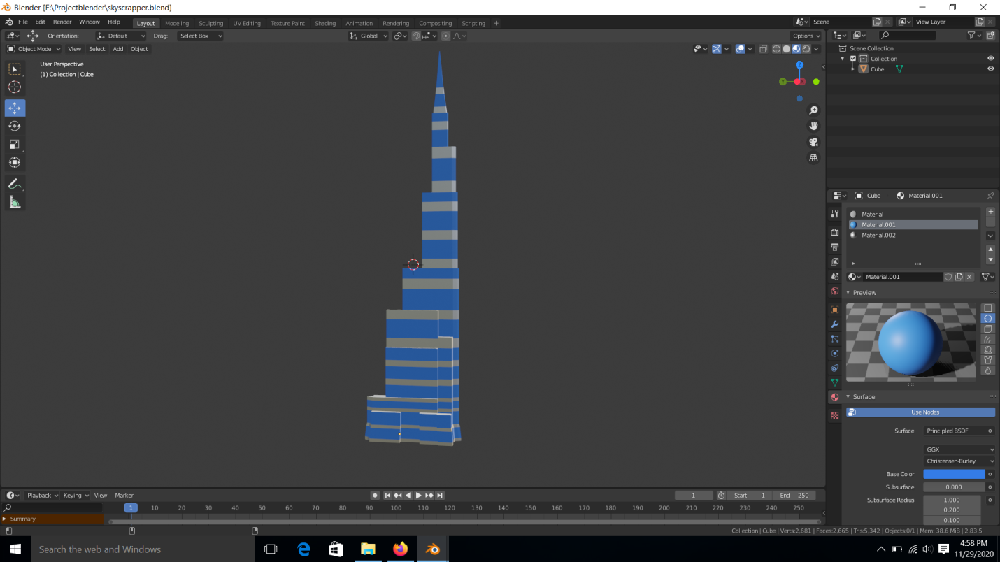 Blender [E:\Projectblender\skyscrapper.blend]
File Edit Render Window Help Layout Modeling Sculpting UV Editing Texture Paint Shading Animation Rendering Compositing Scripting + Scene View Layer
Orientation: Default Drag: Select Box Global Options
Object Mode View Select Add Object
User Perspective
(1) Collection | Cube
Z
Y X
Scene Collection
Collection
Cube
Cube Material.001
Material
Material.001
Material.002
Material.001
Preview
Surface
Use Nodes
Surface Principled BSDF
GGX
Christensen-Burley
Base Color
Subsurface 0.000
Subsurface Radius 1.000
0.200
0.100
Playback Keying View Marker 1 Start 1 End 250
1 10 20 30 40 50 60 70 80 90 100 110 120 130 140 150 160 170 180 190 200 210 220 230 240 250
Summary
Collection | Cube | Verts:2,681 | Faces:2,665 | Tris:5,342 | Objects:0/1 | Mem: 38.6 MiB | 2.83.5
Search the web and Windows
4:58 PM
11/29/2020